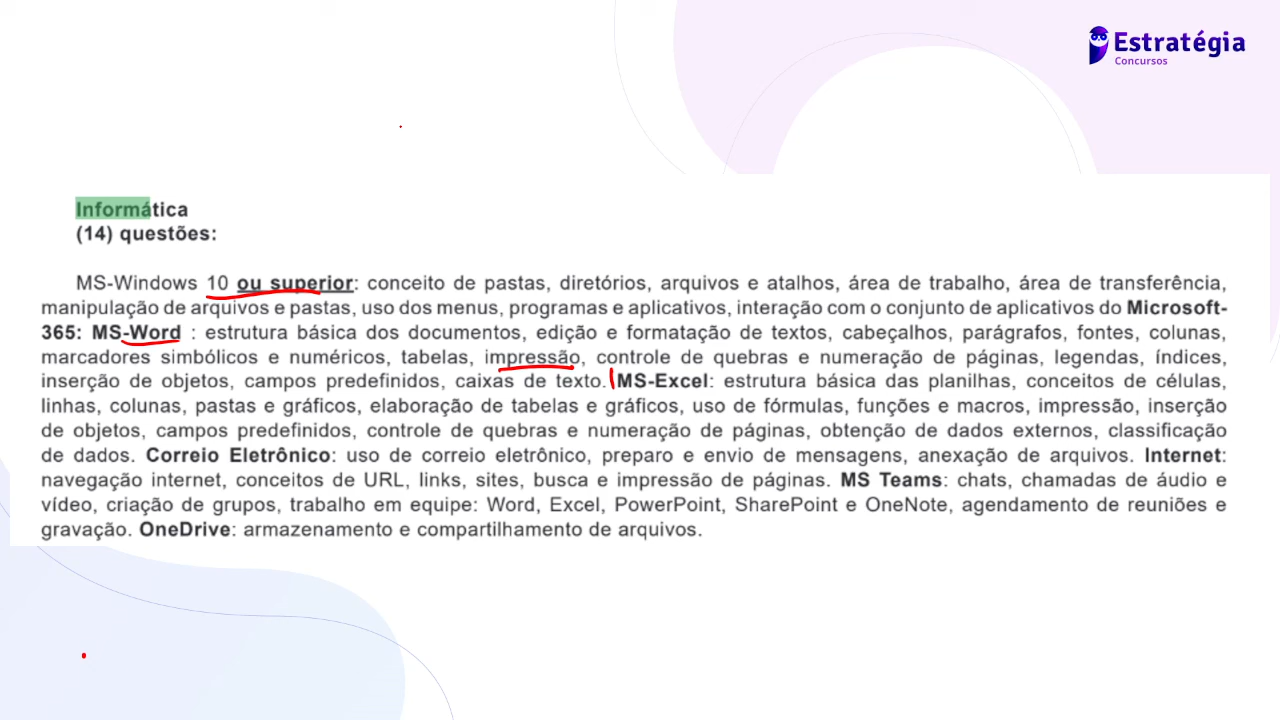 Estratégia
Concursos
Informática
(14) questões:
MS-Windows 10 ou superior: conceito de pastas, diretórios, arquivos e atalhos, área de trabalho, área de transferência,
manipulação de arquivos e pastas, uso dos menus, programas e aplicativos, interação com o conjunto de aplicativos do Microsoft-
365: MS-Word : estrutura básica dos documentos, edição e formatação de textos, cabeçalhos, parágrafos, fontes, colunas,
marcadores simbólicos e numéricos, tabelas, impressão, controle de quebras e numeração de páginas, legendas, índices,
inserção de objetos, campos predefinidos, caixas de texto. MS-Excel: estrutura básica das planilhas, conceitos de células,
linhas, colunas, pastas e gráficos, elaboração de tabelas e gráficos, uso de fórmulas, funções e macros, impressão, inserção
de objetos, campos predefinidos, controle de quebras e numeração de páginas, obtenção de dados externos, classificação
de dados. Correio Eletrônico: uso de correio eletrônico, preparo e envio de mensagens, anexação de arquivos. Internet:
navegação internet, conceitos de URL, links, sites, busca e impressão de páginas. MS Teams: chats, chamadas de áudio e
vídeo, criação de grupos, trabalho em equipe: Word, Excel, PowerPoint, SharePoint e OneNote, agendamento de reuniões e
gravação. OneDrive: armazenamento e compartilhamento de arquivos.